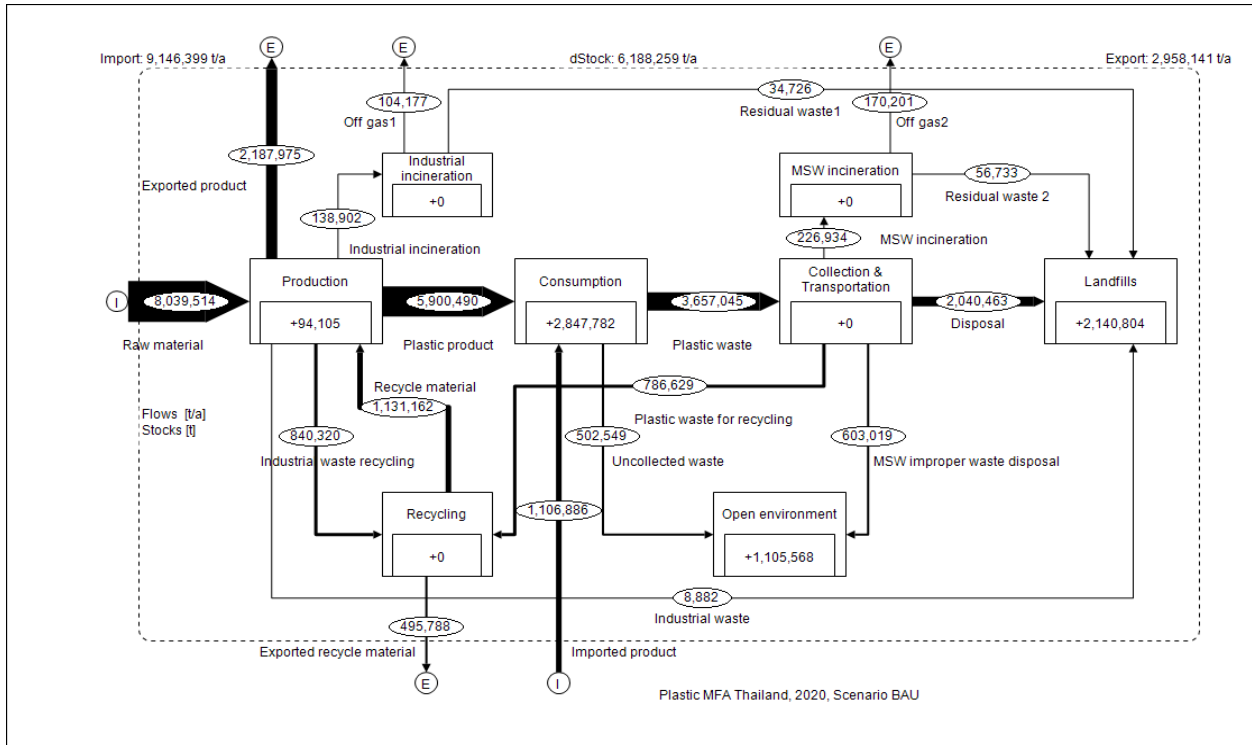 E
E
E
Import: 9,146,399 t/a
dStock: 6,188,259 t/a
Export: 2,958,141 t/a
34,726
104,177
170,201
Residual waste1
Off gas1
Off gas2
2,187,975
Industrial
incineration
+0
MSW incineration
+0
56,733
Exported product
Residual waste 2
138,902
226,934
MSW incineration
Industrial incineration
Production
+94,105
Consumption
+2,847,782
Collection &
Transportation
+0
Landfills
+2,140,804
I
8,039,514
5,900,490
3,657,045
2,040,463
Raw material
Plastic product
Plastic waste
Disposal
Recycle material
786,629
1,131,162
Flows [t/a]
Stocks [t]
Plastic waste for recycling
840,320
502,549
603,019
Industrial waste recycling
Uncollected waste
MSW improper waste disposal
1,106,886
Recycling
+0
Open environment
+1,105,568
8,882
Industrial waste
495,788
Exported recycle material
Imported product
E
I
Plastic MFA Thailand, 2020, Scenario BAU